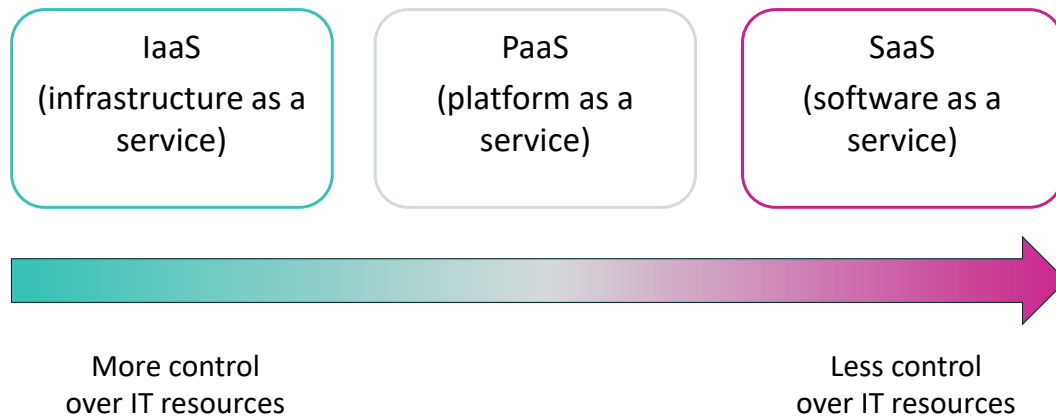 IaaS
(infrastructure as a
service)
PaaS
(platform as a
service)
SaaS
(software as a
service)
More control
over IT resources
Less control
over IT resources